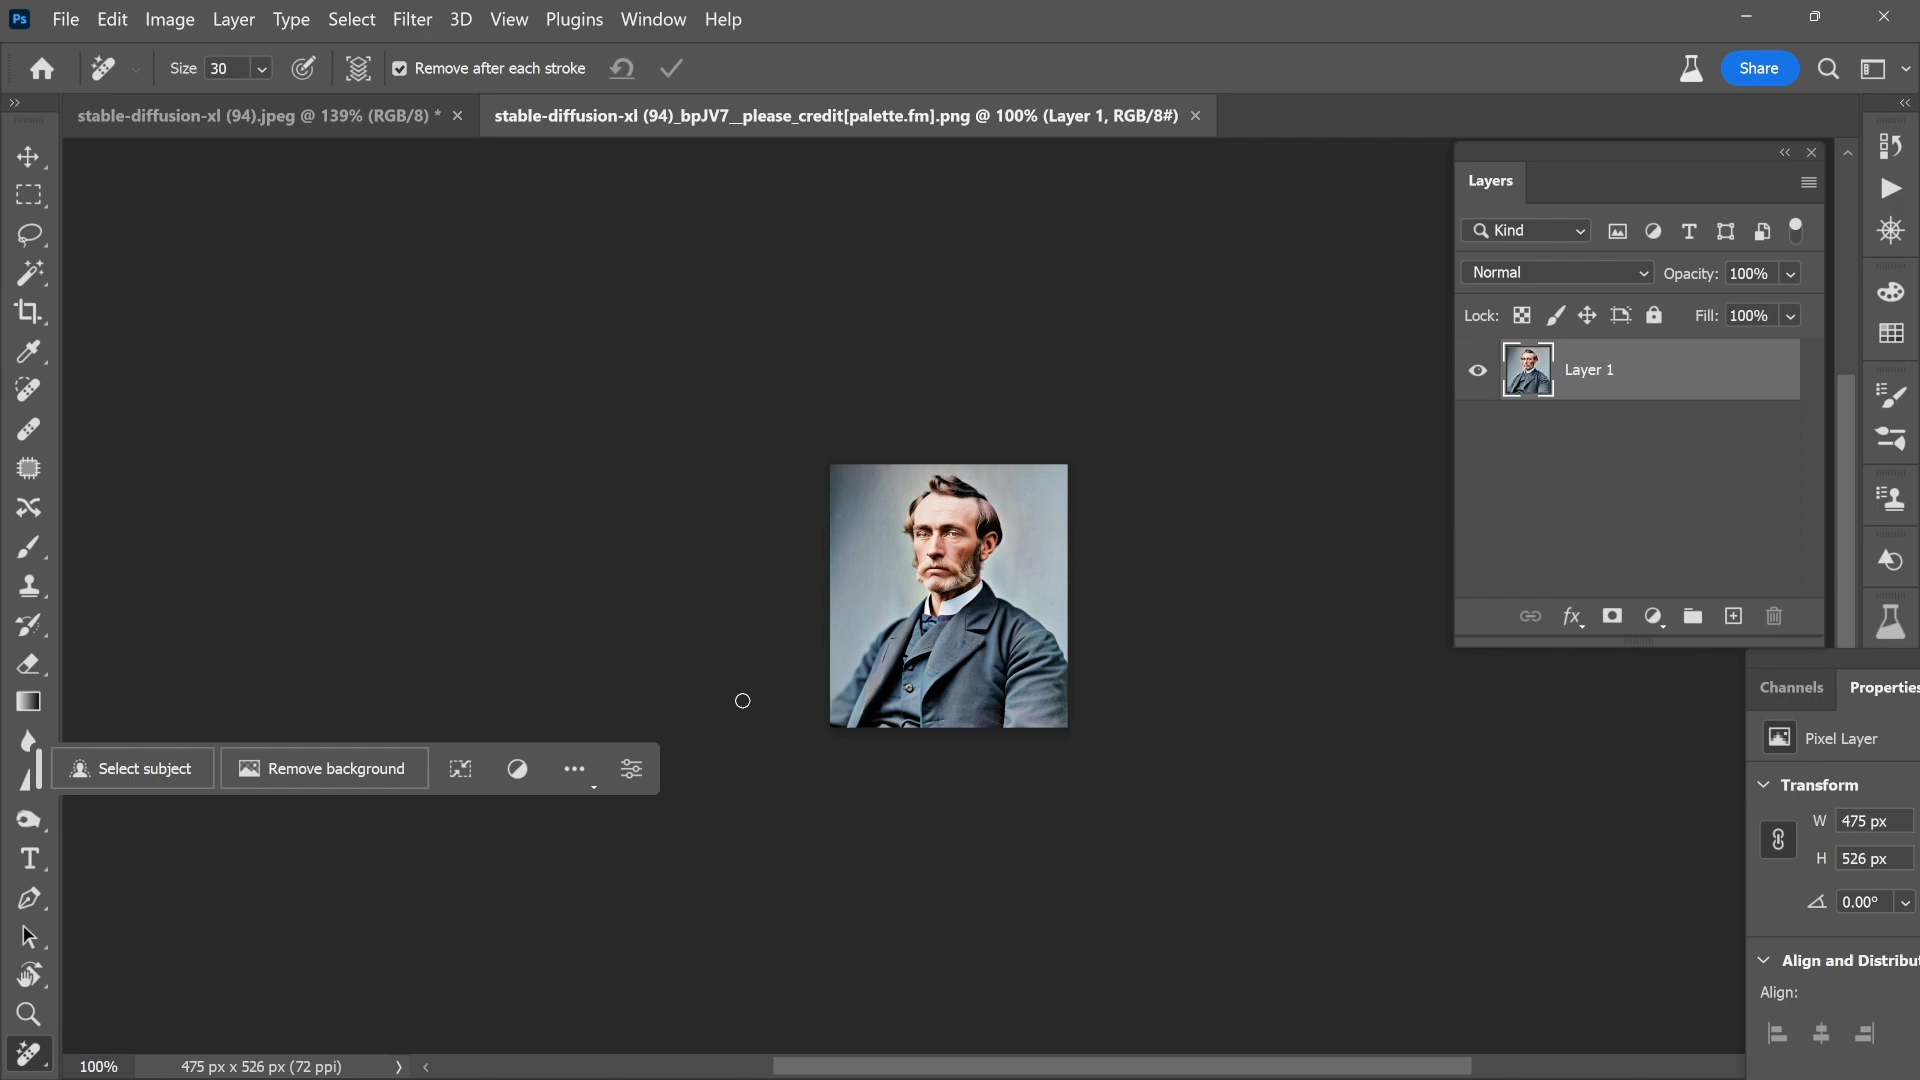 Ps File Edit Image Layer Type Select Filter 3D View Plugins Window Help
Size 30 Remove after each stroke Share
stable-diffusion-xl (94).jpeg @ 139% (RGB/8) * stable-diffusion-xl (94)_bpJV7__please_credit[palette.fm].png @ 100% (Layer 1, RGB/8#)
Layers
Kind
Normal Opacity: 100%
Lock: Fill: 100%
Layer 1
fx
Channels Properties
Pixel Layer
Select subject Remove background
Transform
W 475 px
H 526 px
0.00°
Align and Distribut
Align:
100% 475 px x 526 px (72 ppi)